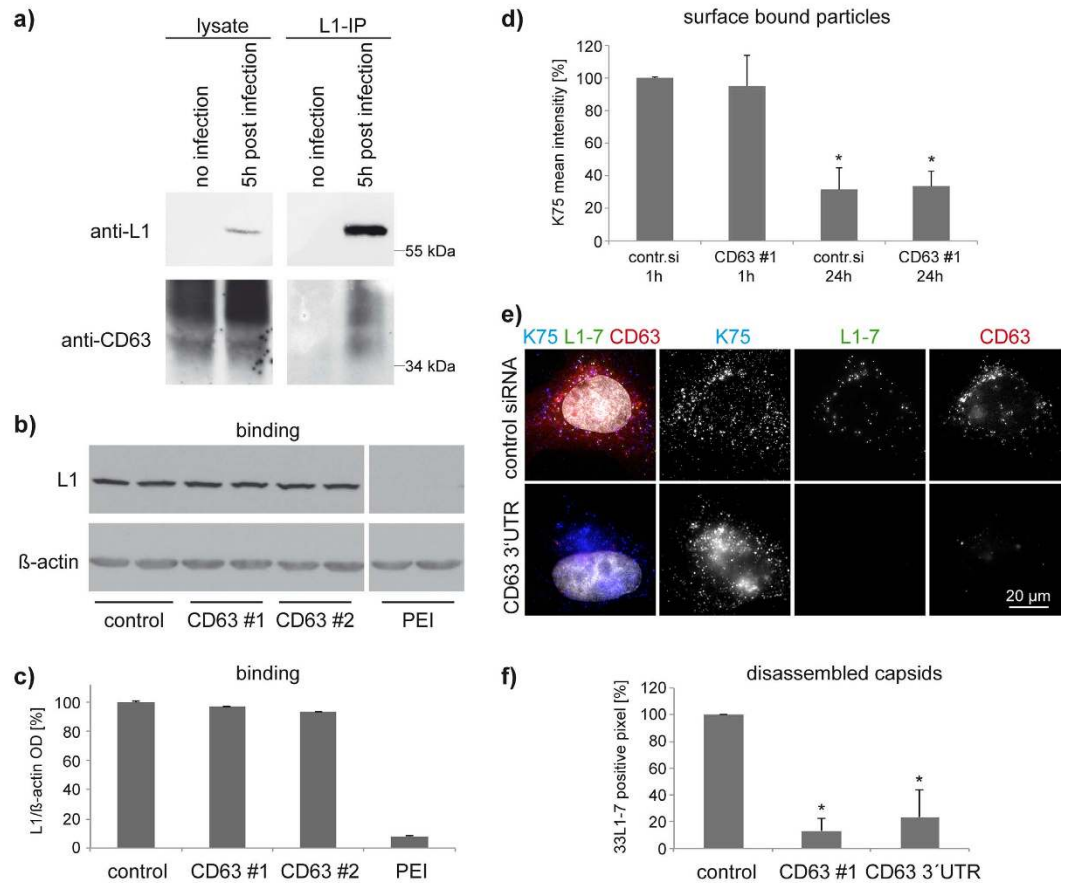 a)
lysate
L1-IP
no infection
5h post infection
no infection
5h post infection
anti-L1
55 kDa
anti-CD63
34 kDa
b)
binding
L1
ß-actin
control
CD63 #1
CD63 #2
PEI
c)
binding
L1/ß-actin OD [%]
100
80
60
40
20
0
control
CD63 #1
CD63 #2
PEI
d)
surface bound particles
K75 mean intensitiy [%]
120
100
80
60
40
20
0
*
*
contr.si
1h
CD63 #1
1h
contr.si
24h
CD63 #1
24h
e)
K75 L1-7 CD63
K75
L1-7
CD63
control siRNA
CD63 3'UTR
20 µm
f)
disassembled capsids
33L1-7 positive pixel [%]
120
100
80
60
40
20
0
*
*
control
CD63 #1
CD63 3´UTR